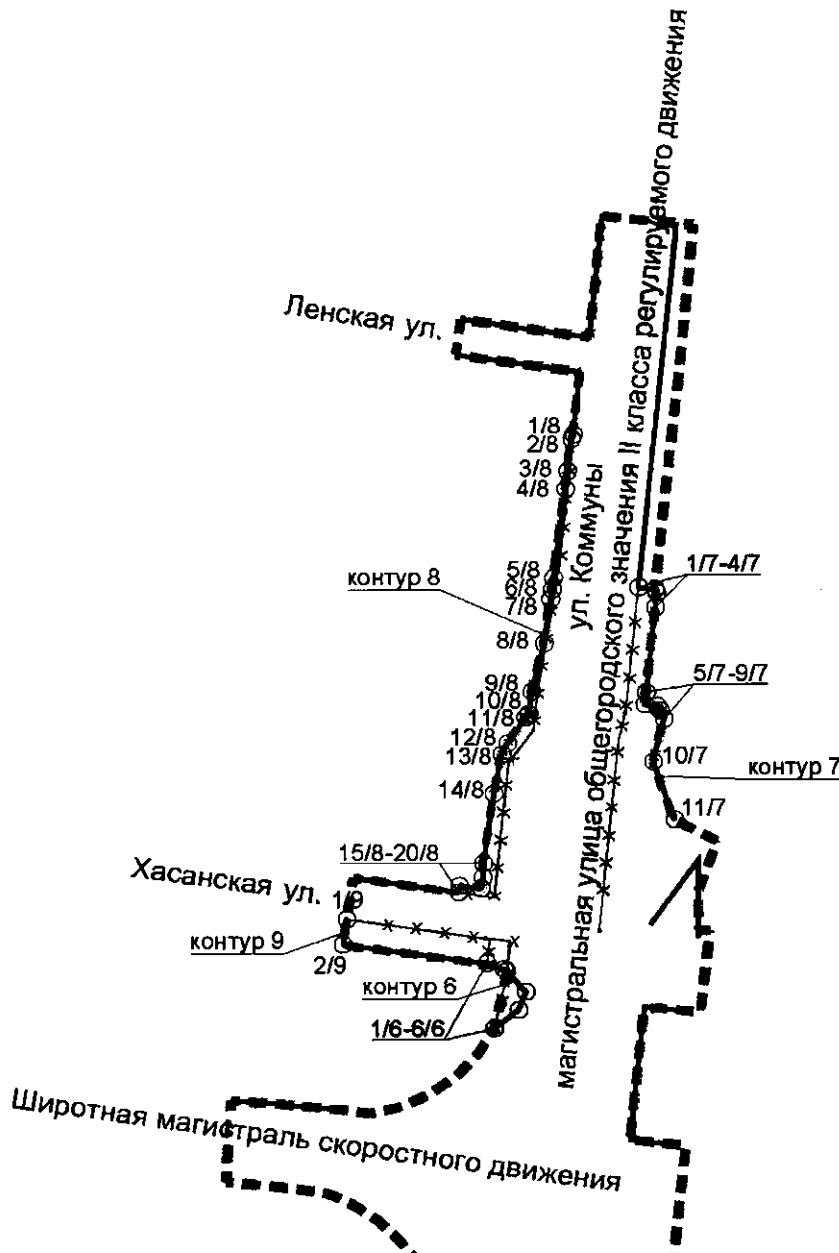 магистральная улица общегородского значения II класса регулируемого движения
Ленская ул.
1/8
2/8
3/8
4/8
ул. Коммуны
5/8
6/8
7/8
контур 8
1/7-4/7
8/8
9/8
10/8
11/8
5/7-9/7
12/8
13/8
10/7
контур 7
14/8
11/7
15/8-20/8
Хасанская ул.
1/9
контур 9
2/9
контур 6
1/6-6/6
Широтная магистраль скоростного движения